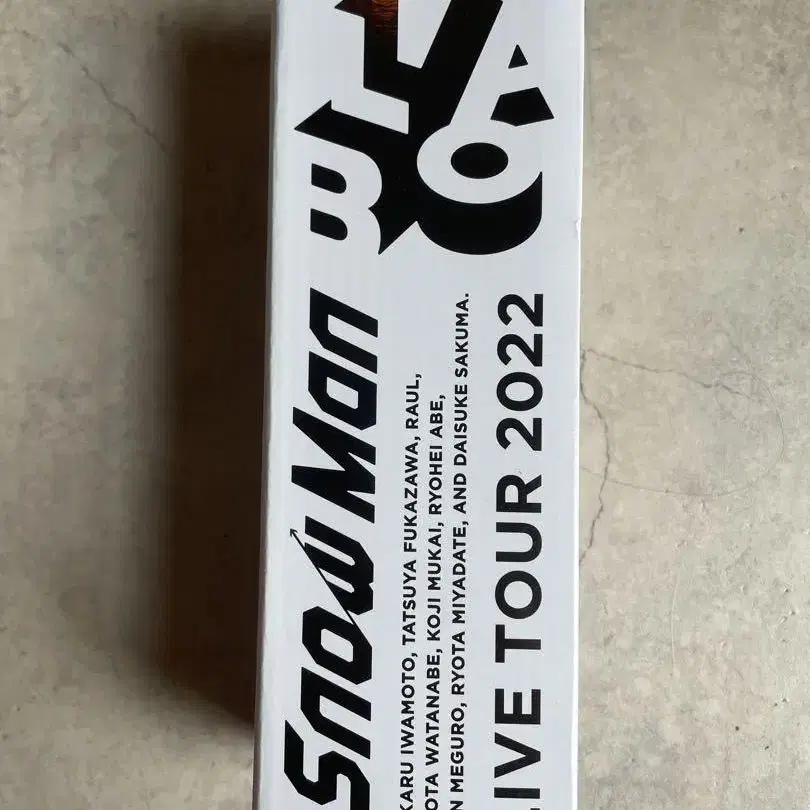 Snow Man
KARU IWAMOTO, TATSUYA FUKAZAWA, RAUL,
OTA WATANABE, KOJI MUKAI, RYOHEI ABE,
N MEGURO, RYOTA MIYADATE, AND DAISUKE SAKUMA.
LIVE TOUR 2022